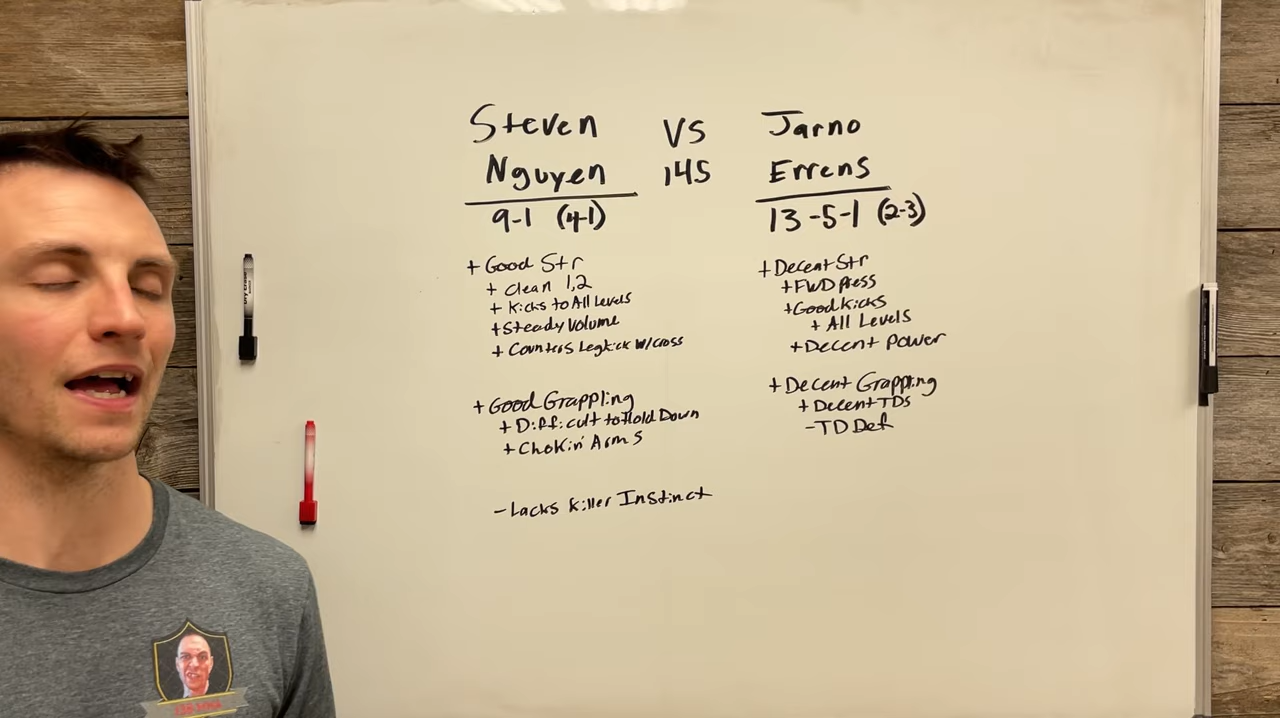 Steven VS Jarno
Nguyen 145 Errens
9-1 (4-1)
13-5-1 (2-3)
+ Good Str
+ clean 1,2
+ Kicks to All Levels
+ Steady Volume
+ Counters Legkick w/cross
+ Good Grappling
+ Difficult to Hold Down
+ Chokin' Arms
- Lacks Killer Instinct
+ Decent Str
+ FWD press
+ Good Kicks
+ All Levels
+ Decent Power
+ Decent Grappling
+ Decent TDs
- TD Def